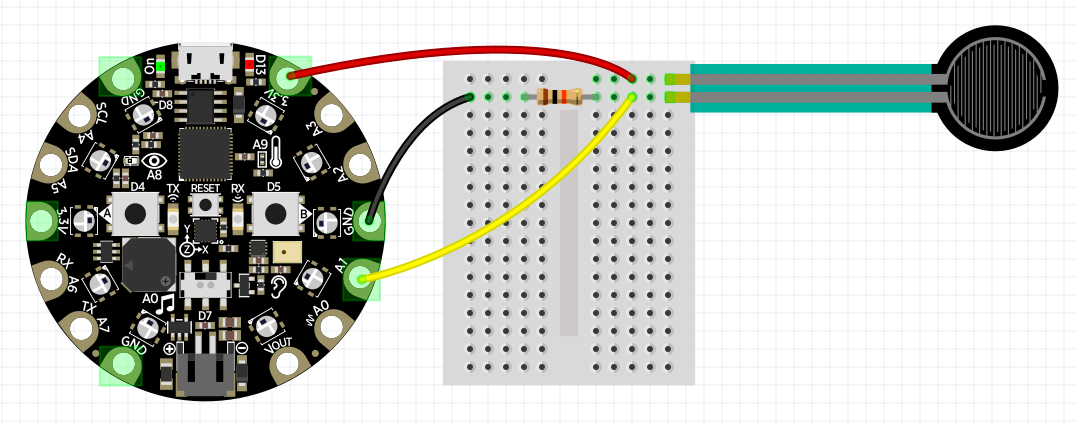 On
D13
GND
D8
3.3V
SCL
A4
A3
SDA
A5
A8
A9
A2
D4
TX
RESET
RX
D5
3.3V
A
B
GND
Y
Z
X
RX
A6
A1
TX
A7
A0
D7
A0
GND
VOUT